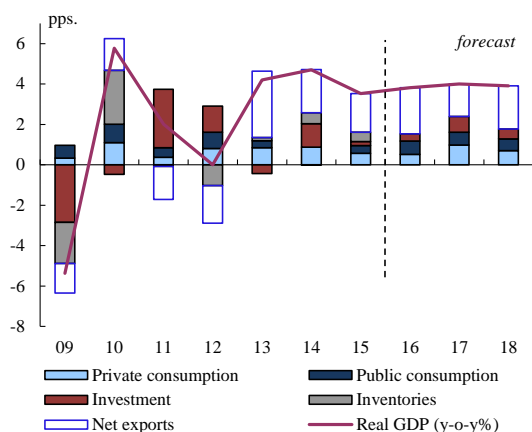 pps.
forecast
6
4
2
0
-2
-4
-6
-8
09 10 11 12 13 14 15 16 17 18
Private consumption Public consumption
Investment Inventories
Net exports Real GDP (y-o-y%)